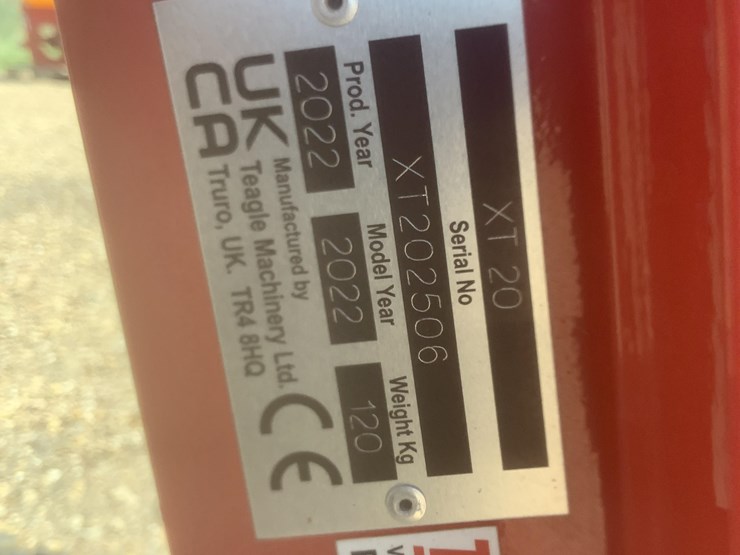 XT 20
Serial No
XT202506
Prod. Year Model Year Weight Kg
2022 2022 120
UK CA
Manufactured by
Teagle Machinery Ltd.
Truro, UK. TR4 8HQ
CE